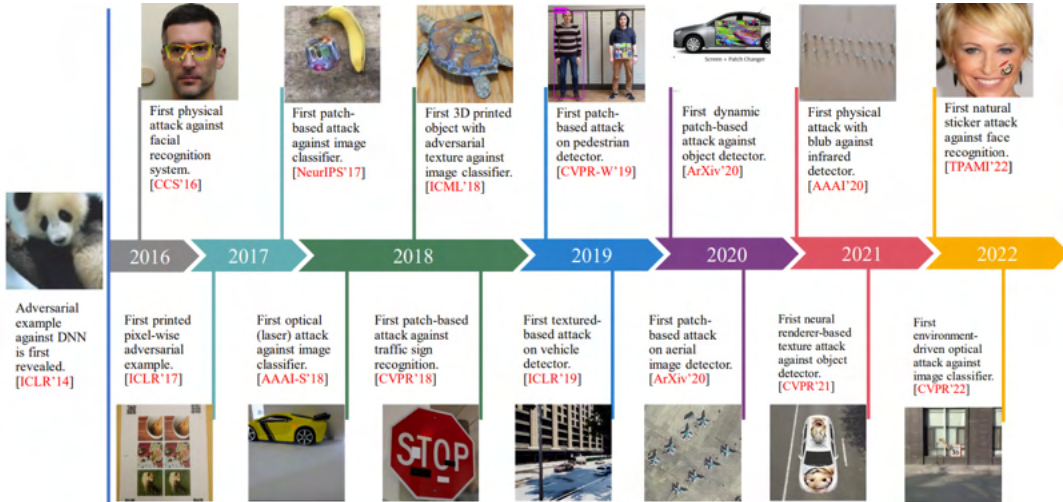 First physical
attack against
facial
recognition
system.
[CCS'16]
First patch-
based attack
against image
classifier.
[NeurIPS'17]
First 3D printed
object with
adversarial
texture against
image classifier.
[ICML'18]
First patch-
based attack
on pedestrian
detector.
[CVPR-W'19]
Screen + Patch Changer
First dynamic
patch-based
attack against
object detector.
[ArXiv'20]
First physical
attack with
blub against
infrared
detector.
[AAAI'20]
First natural
sticker attack
against face
recognition.
[TPAMI'22]
2016
2017
2018
2019
2020
2021
2022
Adversarial
example
against DNN
is first
revealed.
[ICLR'14]
First printed
pixel-wise
adversarial
example.
[ICLR'17]
First optical
(laser) attack
against image
classifier.
[AAAI-S'18]
First patch-based
attack against
traffic sign
recognition.
[CVPR'18]
STOP
First textured-
based attack
on vehicle
detector.
[ICLR'19]
First patch-
based attack
on aerial
image detector.
[ArXiv'20]
Frist neural
renderer-based
texture attack
against object
detector.
[CVPR'21]
First
environment-
driven optical
attack against
image classifier.
[CVPR'22]